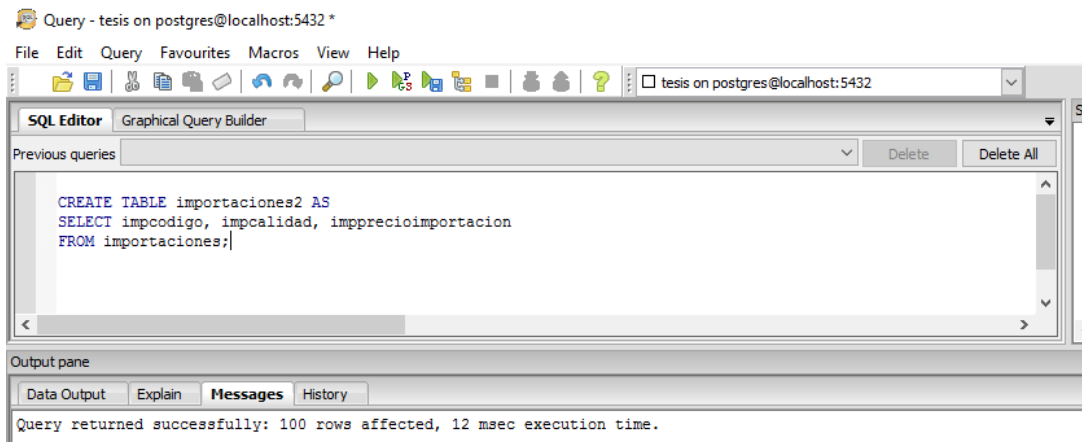 Query - tesis on postgres@localhost:5432 *
File Edit Query Favourites Macros View Help
tesis on postgres@localhost:5432
SQL Editor Graphical Query Builder
Previous queries Delete Delete All
CREATE TABLE importaciones2 AS
SELECT impcodigo, impcalidad, impprecioimportacion
FROM importaciones;
Output pane
Data Output Explain Messages History
Query returned successfully: 100 rows affected, 12 msec execution time.